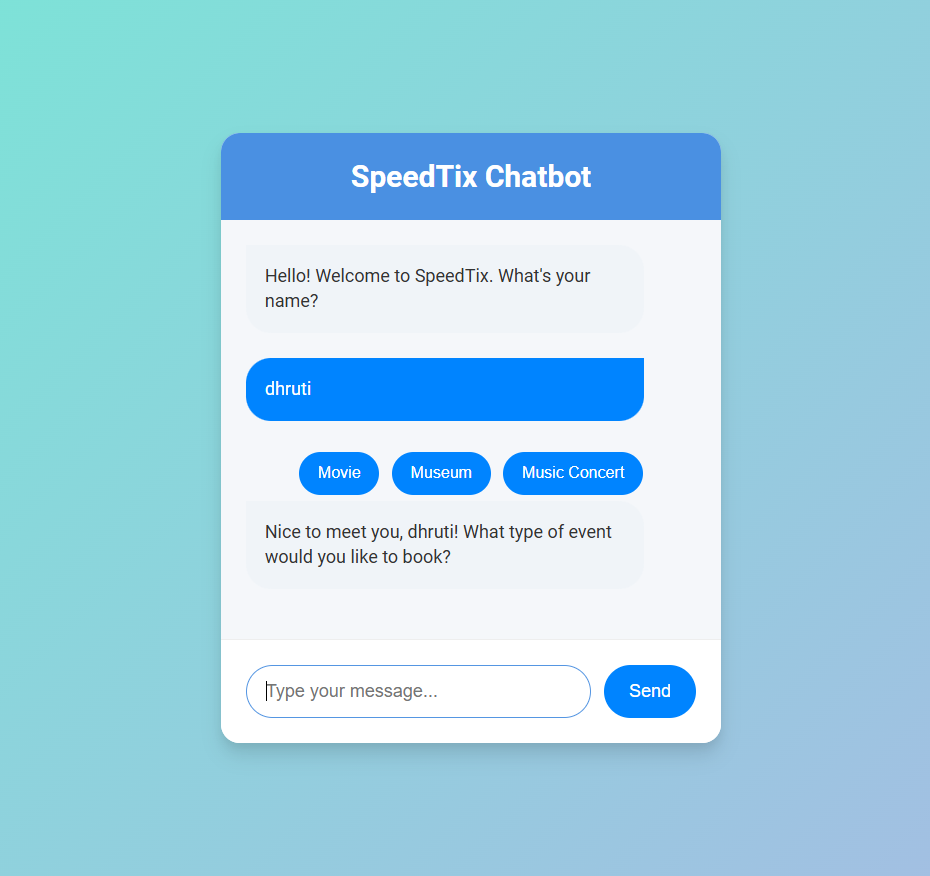 SpeedTix Chatbot
Hello! Welcome to SpeedTix. What's your
name?
dhruti
Movie Museum Music Concert
Nice to meet you, dhruti! What type of event
would you like to book?
Type your message... Send